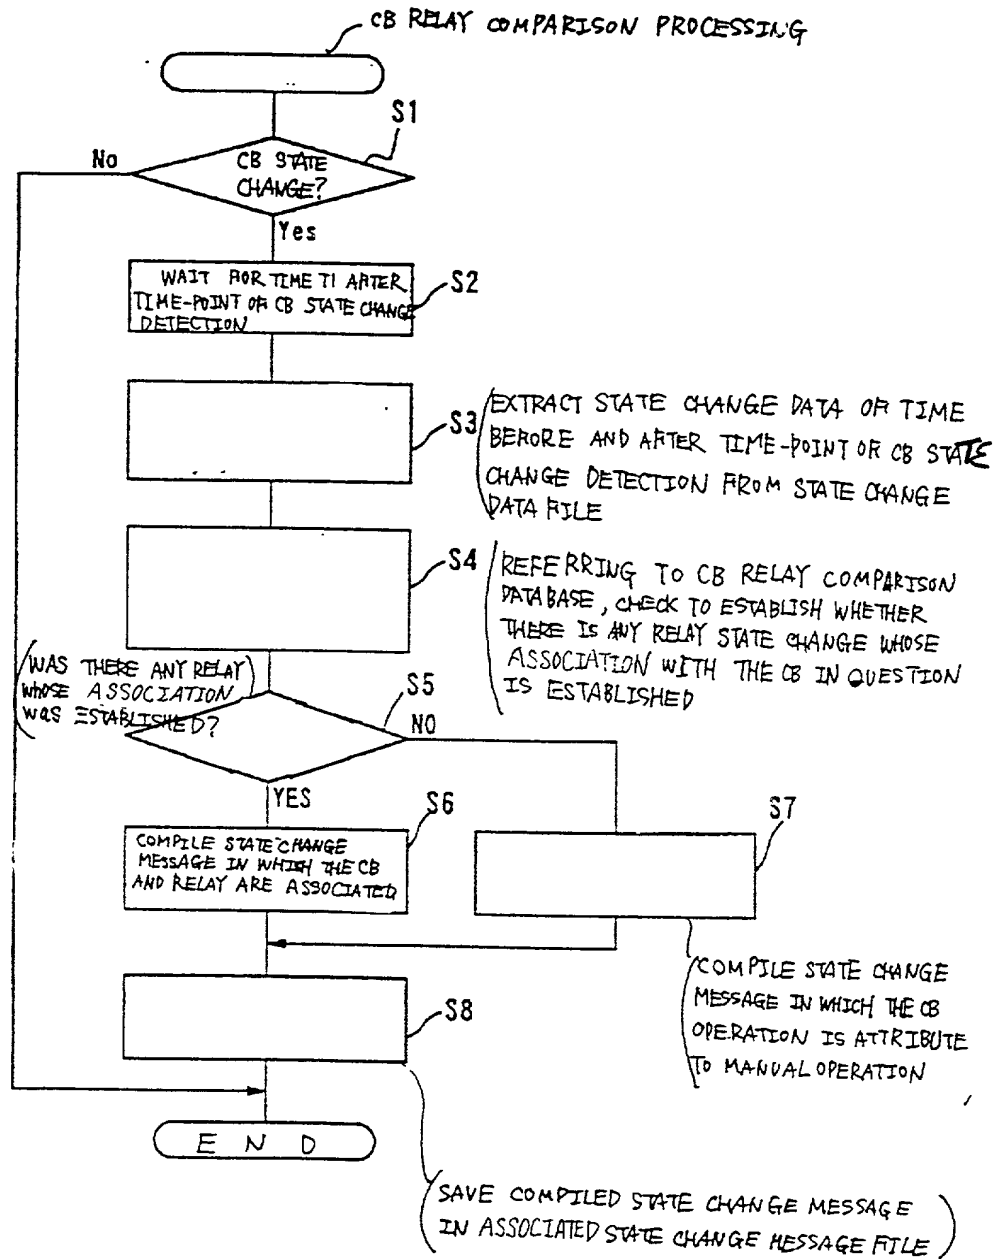 CB RELAY COMPARISON PROCESSING
S1
No
CB STATE
CHANGE?
Yes
WAIT FOR TIME T1 AFTER
TIME-POINT OF CB STATE CHANGE
DETECTION
S2
S3
EXTRACT STATE CHANGE DATA OF TIME
BEFORE AND AFTER TIME-POINT OF CB STATE
CHANGE DETECTION FROM STATE CHANGE
DATA FILE
S4
REFERRING TO CB RELAY COMPARISON
DATABASE, CHECK TO ESTABLISH WHETHER
THERE IS ANY RELAY STATE CHANGE WHOSE
ASSOCIATION WITH THE CB IN QUESTION
IS ESTABLISHED
WAS THERE ANY RELAY
WHOSE ASSOCIATION
WAS ESTABLISHED?
S5
NO
YES
S6
COMPILE STATE CHANGE
MESSAGE IN WHICH THE CB
AND RELAY ARE ASSOCIATED
S7
COMPILE STATE CHANGE
MESSAGE IN WHICH THE CB
OPERATION IS ATTRIBUTE
TO MANUAL OPERATION
S8
END
SAVE COMPILED STATE CHANGE MESSAGE
IN ASSOCIATED STATE CHANGE MESSAGE FILE